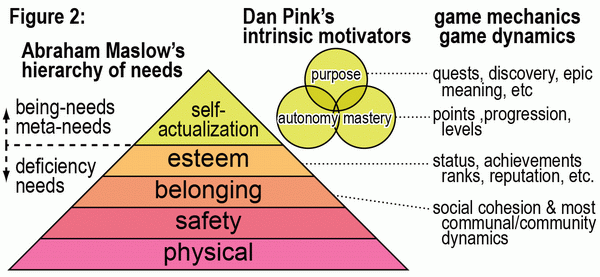 Figure 2:
Abraham Maslow's
hierarchy of needs
being-needs
meta-needs
deficiency
needs
self-
actualization
esteem
belonging
safety
physical
Dan Pink's
intrinsic motivators
purpose
autonomy
mastery
game mechanics
game dynamics
quests, discovery, epic
meaning, etc
points ,progression,
levels
status, achievements
ranks, reputation, etc.
social cohesion & most
communal/community
dynamics